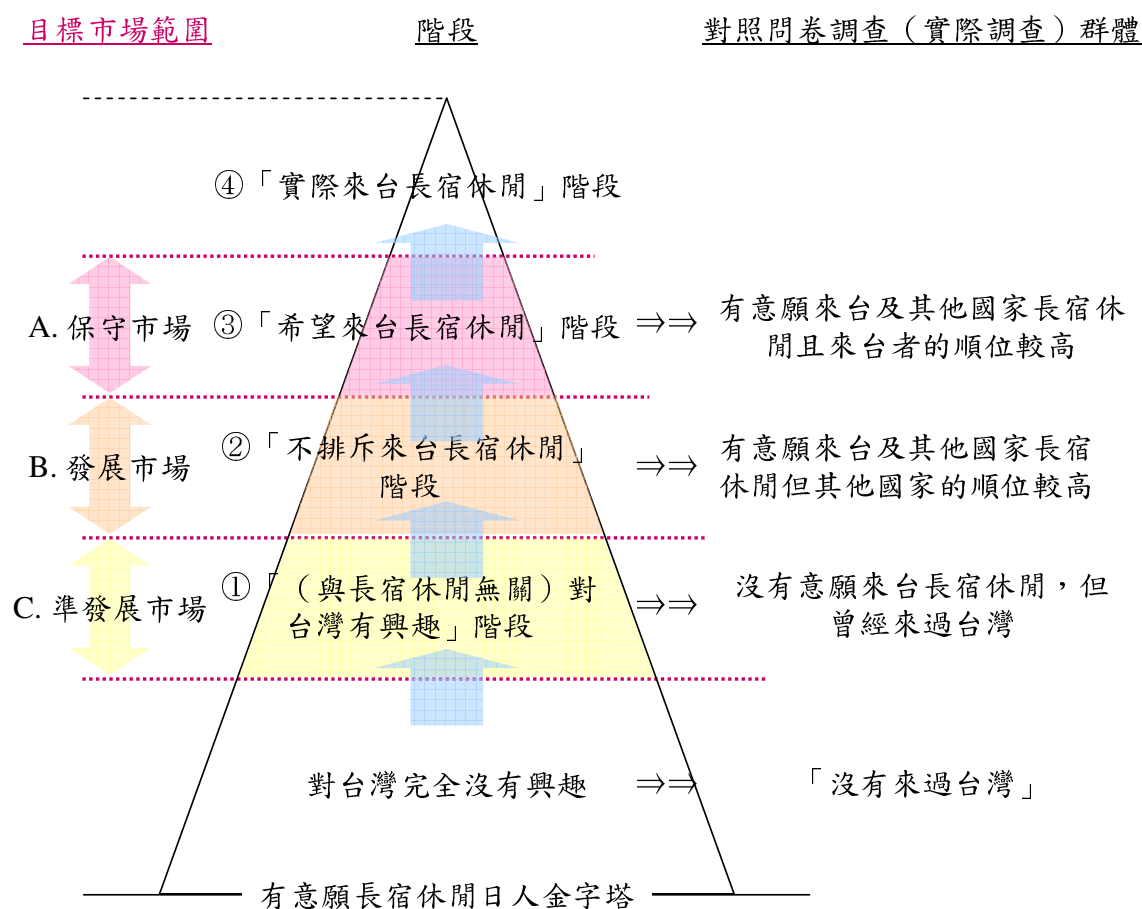 目標市場範圍
階段
對照問卷調查（實際調查）群體
④「實際來台長宿休閒」階段
A. 保守市場
③「希望來台長宿休閒」階段
⇒⇒
有意願來台及其他國家長宿休
閒且來台者的順位較高
B. 發展市場
②「不排斥來台長宿休閒」
階段
⇒⇒
有意願來台及其他國家長宿
休閒但其他國家的順位較高
C. 準發展市場
①「（與長宿休閒無關）對
台灣有興趣」階段
⇒⇒
沒有意願來台長宿休閒，但
曾經來過台灣
對台灣完全沒有興趣
⇒⇒
「沒有來過台灣」
有意願長宿休閒日人金字塔